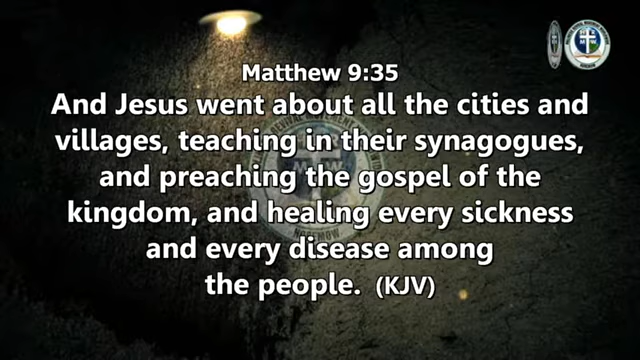 Matthew 9:35
And Jesus went about all the cities and
villages, teaching in their synagogues,
and preaching the gospel of the
kingdom, and healing every sickness
and every disease among
the people. (KJV)